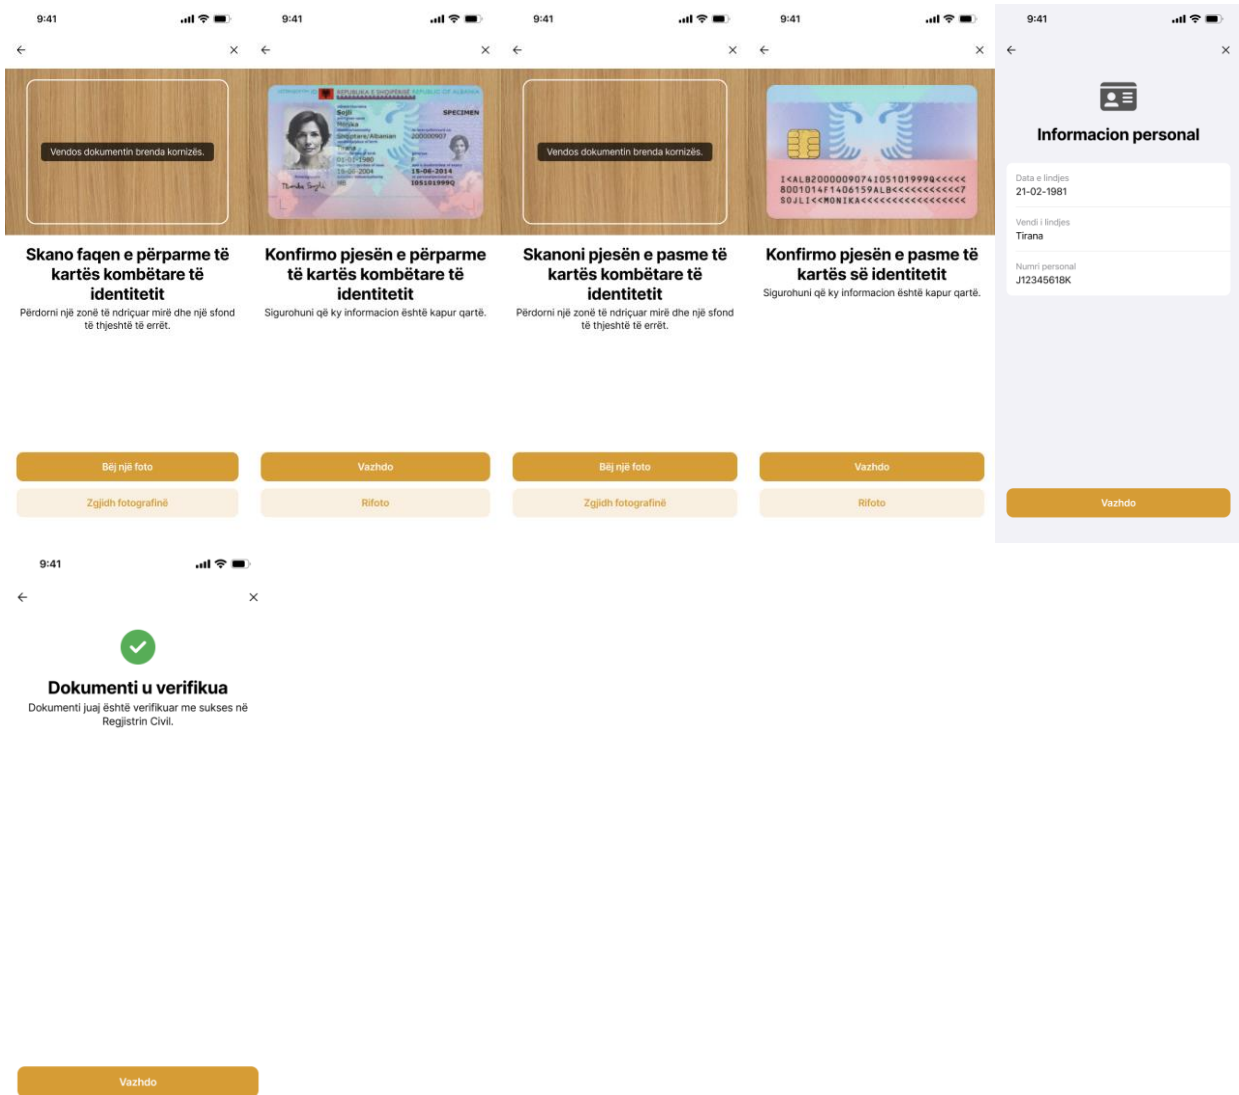 9:41
Vendos dokumentin brenda kornizës.
Skano faqen e përparme të
kartës kombëtare të
identitetit
Përdorni një zonë të ndriçuar mirë dhe një sfond
të thjeshtë të errët.
Bëj një foto
Zgjidh fotografinë
9:41
REPUBLIKA E SHQIPËRISË REPUBLIC OF ALBANIA
Sojli
SPECIMEN
Monika
Shqiptare/Albanian
200000907
Tirana
01-01-1980
F
15-06-2004
15-06-2014
MB
I05101999Q
Konfirmo pjesën e përparme
të kartës kombëtare të
identitetit
Sigurohuni që ky informacion është kapur qartë.
Vazhdo
Rifoto
9:41
Vendos dokumentin brenda kornizës.
Skanoni pjesën e pasme të
kartës kombëtare të
identitetit
Përdorni një zonë të ndriçuar mirë dhe një sfond
të thjeshtë të errët.
Bëj një foto
Zgjidh fotografinë
9:41
I<ALB2000009074I05101999Q<<<<<
8001014F1406159ALB<<<<<<<<<<<7
SOJLI<<MONIKA<<<<<<<<<<<<<<<<<
Konfirmo pjesën e pasme të
kartës së identitetit
Sigurohuni që ky informacion është kapur qartë.
Vazhdo
Rifoto
9:41
Informacion personal
Data e lindjes
21-02-1981
Vendi i lindjes
Tirana
Numri personal
J12345618K
Vazhdo
9:41
Dokumenti u verifikua
Dokumenti juaj është verifikuar me sukses në
Regjistrin Civil.
Vazhdo